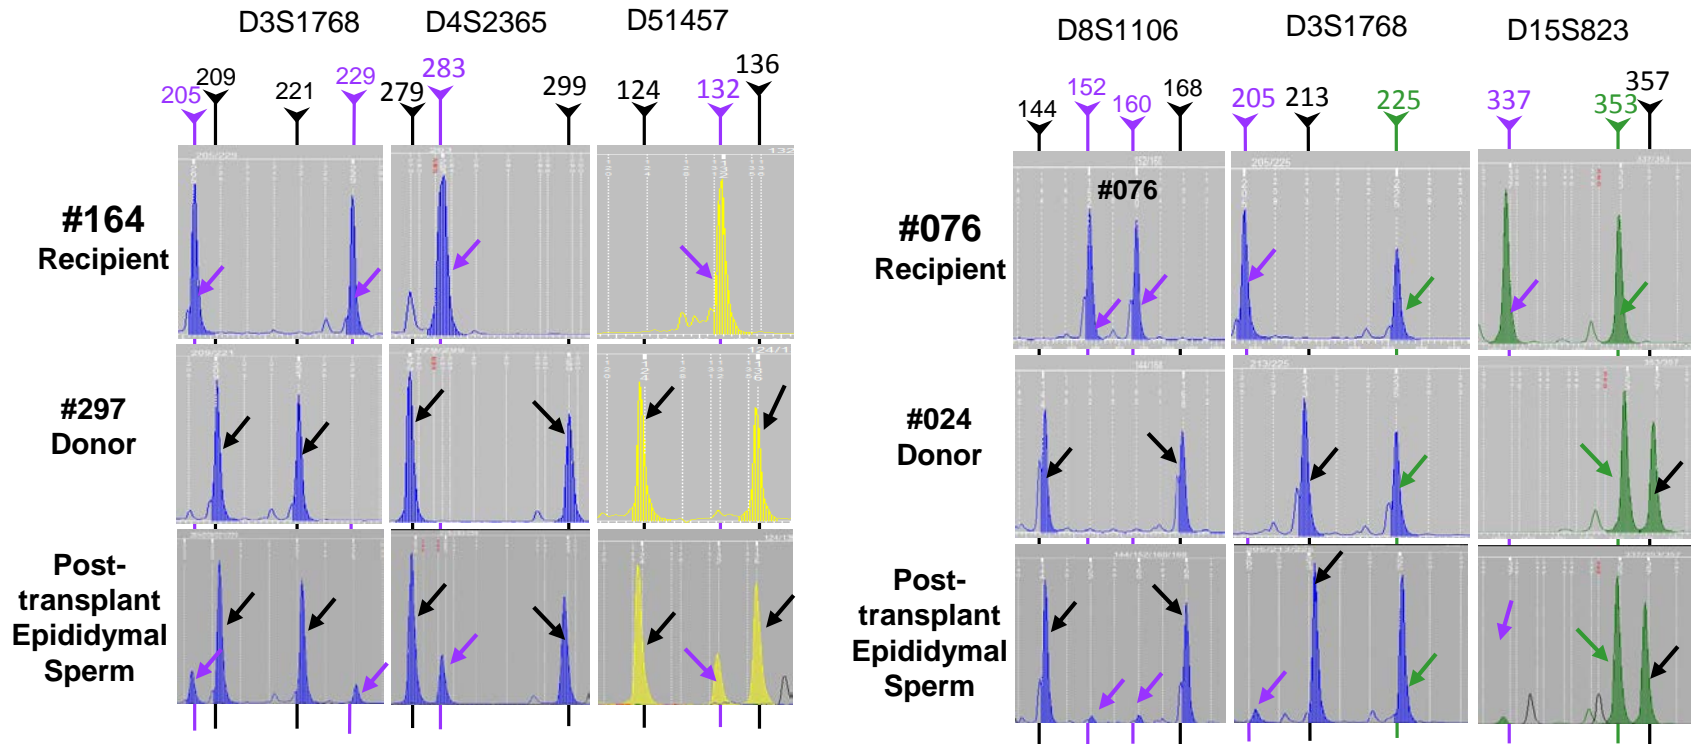 D3S1768 D4S2365 D51457
205 209 221 229 279 283 299 124 132 136
#164
Recipient
#297
Donor
Post-
transplant
Epididymal
Sperm
D8S1106 D3S1768 D15S823
144 152 160 168 205 213 225 337 353 357
#076
#076
Recipient
#024
Donor
Post-
transplant
Epididymal
Sperm